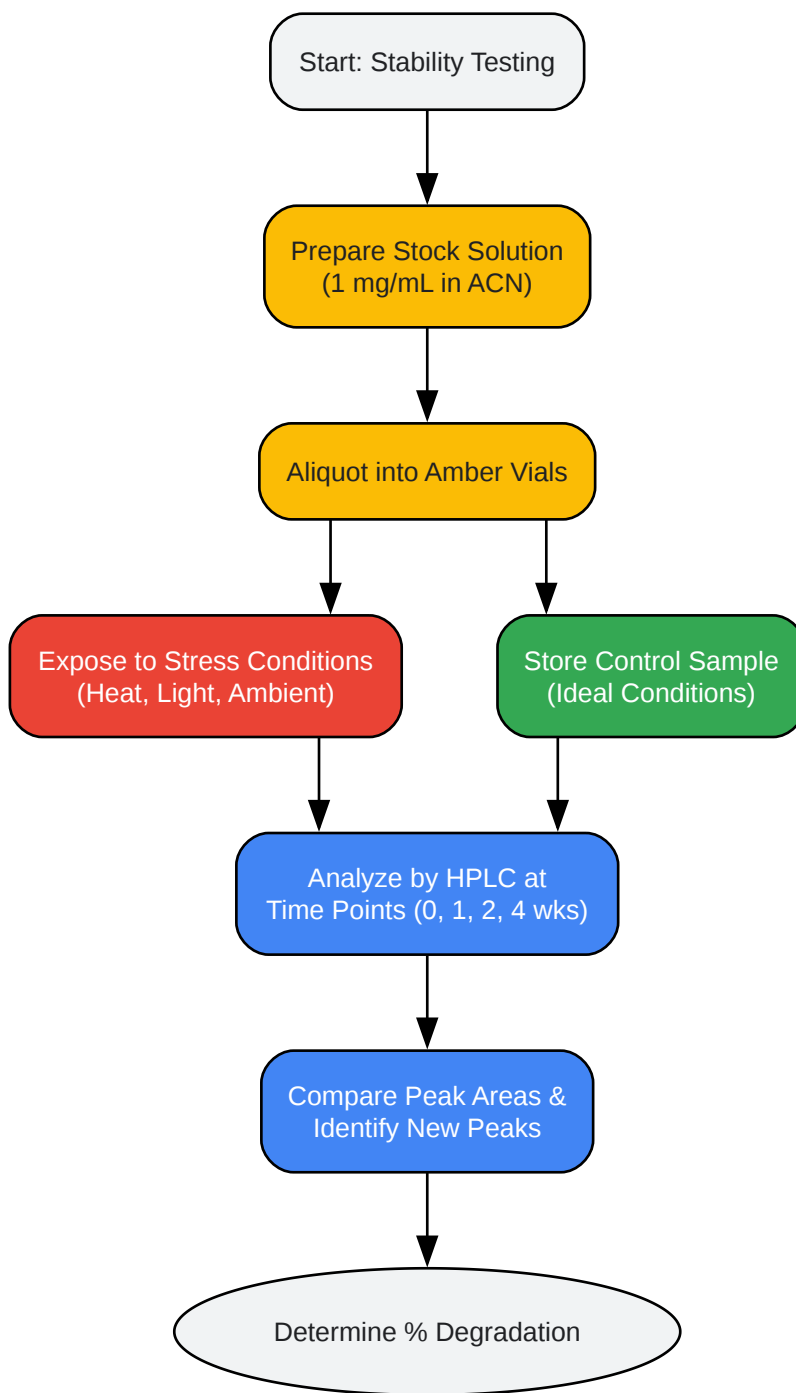 Start: Stability Testing
Prepare Stock Solution
(1 mg/mL in ACN)
Aliquot into Amber Vials
Expose to Stress Conditions
(Heat, Light, Ambient)
Store Control Sample
(Ideal Conditions)
Analyze by HPLC at
Time Points (0, 1, 2, 4 wks)
Compare Peak Areas &
Identify New Peaks
Determine % Degradation